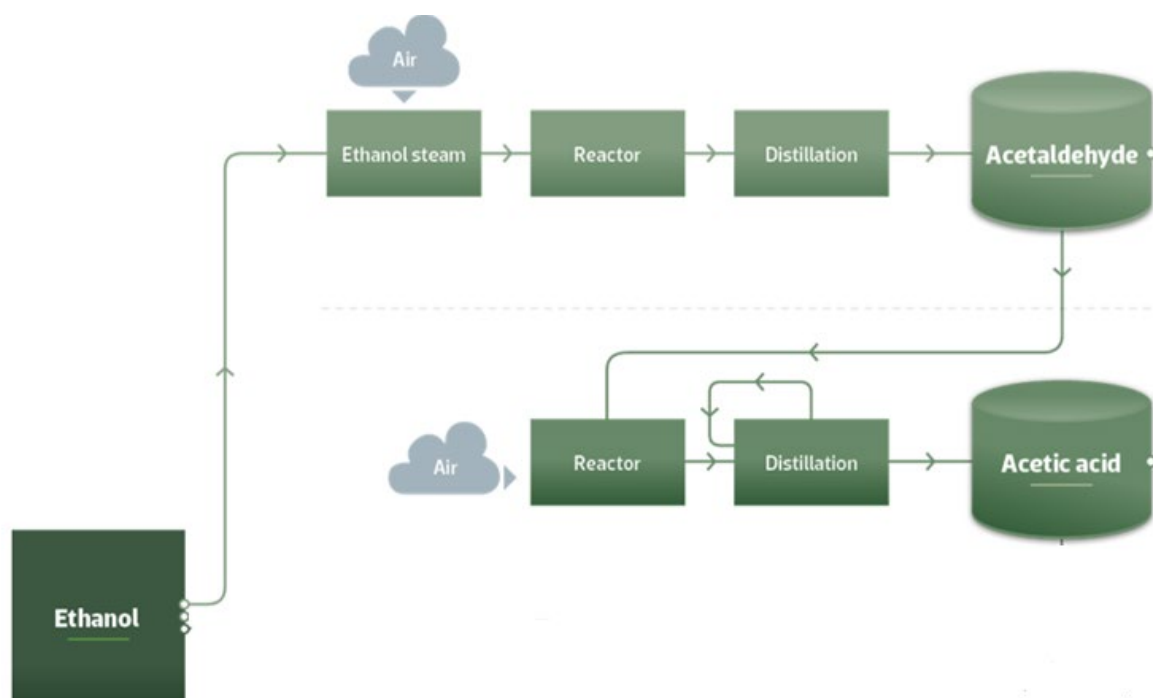 Air
Ethanol steam
Reactor
Distillation
Acetaldehyde
Air
Reactor
Distillation
Acetic acid
Ethanol